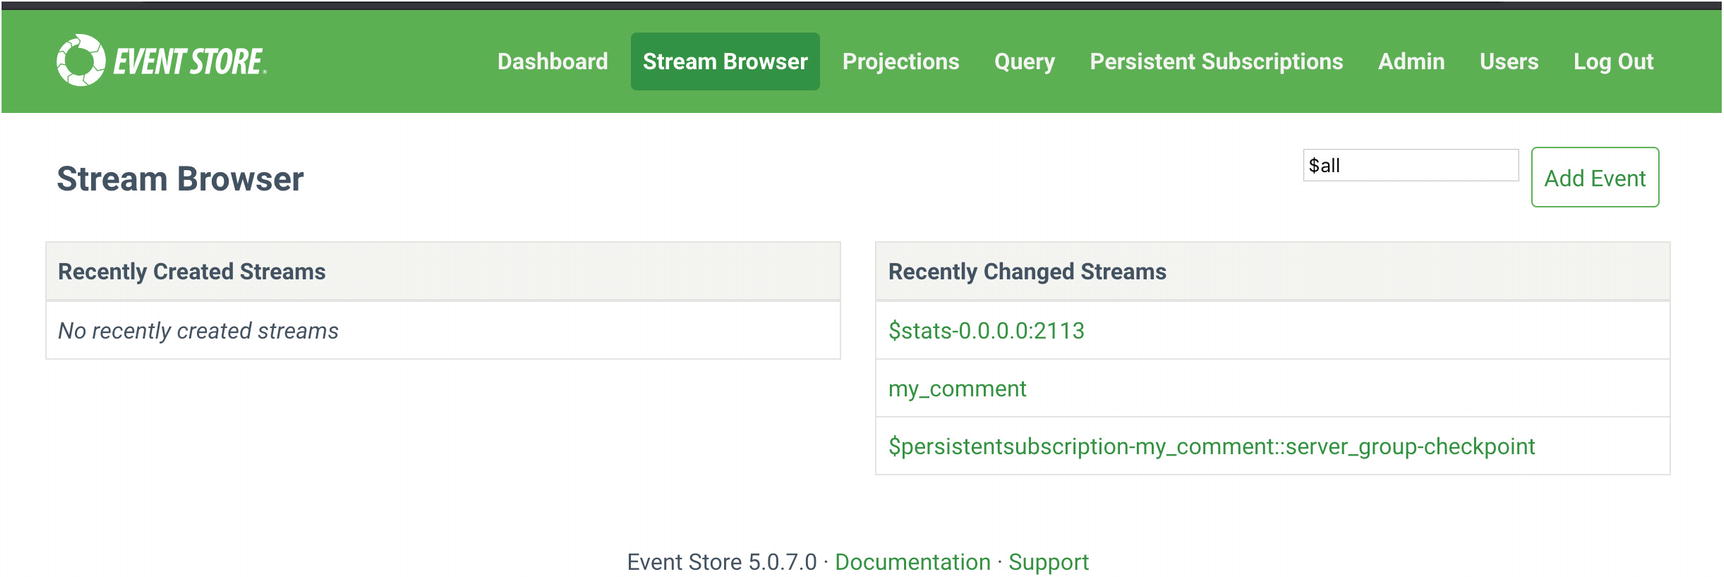 EVENT STORE
Dashboard Stream Browser Projections Query Persistent Subscriptions Admin Users Log Out
Stream Browser
$all
Add Event
Recently Created Streams
No recently created streams
Recently Changed Streams
$stats-0.0.0.0:2113
my_comment
$persistentsubscription-my_comment::server_group-checkpoint
Event Store 5.0.7.0 · Documentation · Support